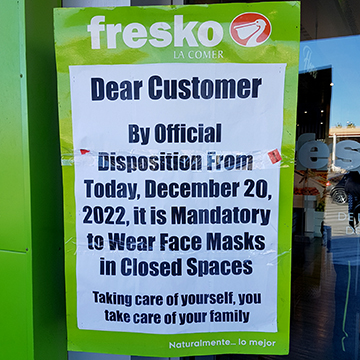 fresko
LA COMER
Dear Customer
By Official
Disposition From
Today, December 20,
2022, it is Mandatory
to Wear Face Masks
in Closed Spaces
Taking care of yourself, you
take care of your family
Naturalmente... lo mejor